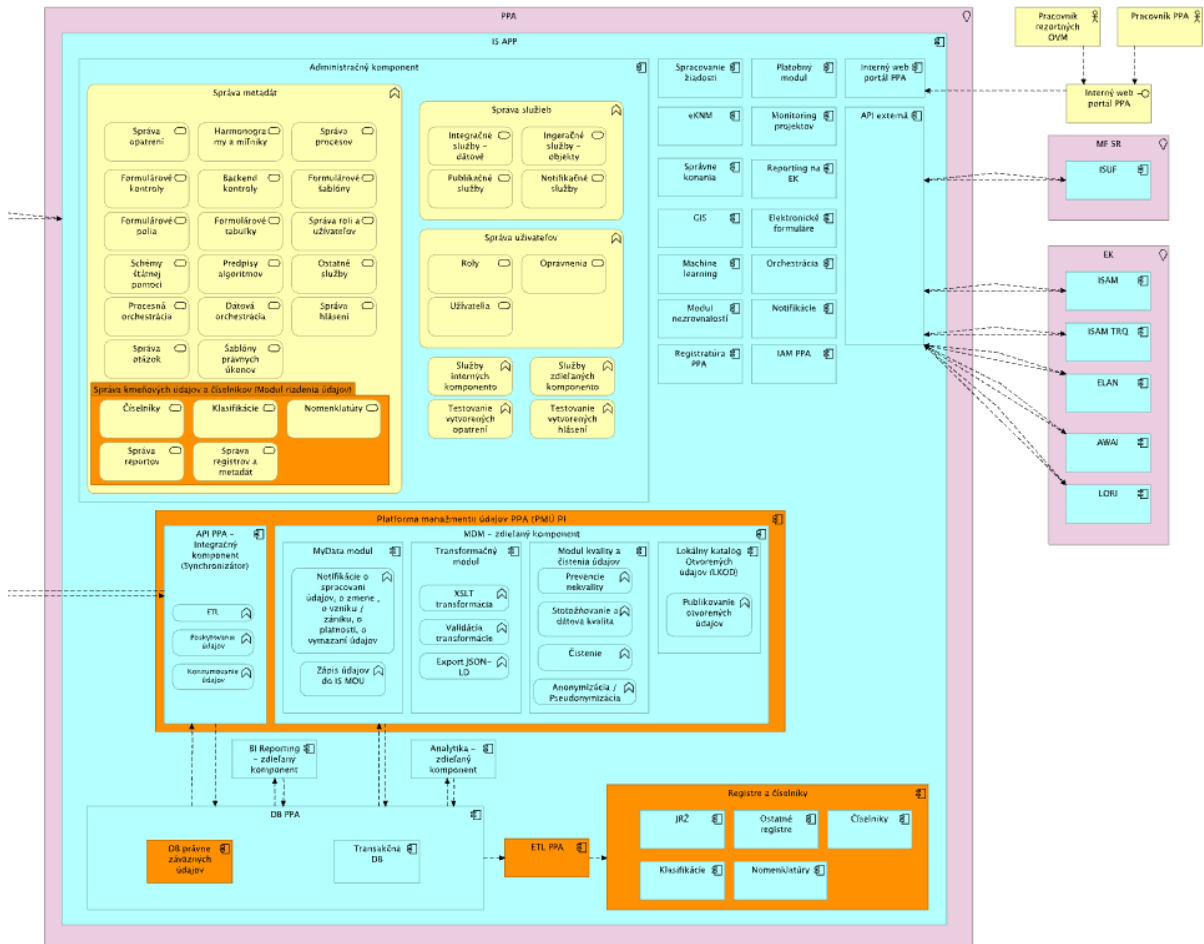 PPA
IS APP
Administračný komponent
Správa metadát
Správa
opatrení
Harmonogra
my a míľniky
Správa
procesov
Formulárové
kontroly
Backend
kontroly
Formulárové
šablóny
Formulárové
polia
Formulárové
tabuľky
Správa rolí a
užívateľov
Schémy
štátnej
pomoci
Predpisy
algoritmov
Ostatné
služby
Procesná
orchestrácia
Dátová
orchestrácia
Správa
hlásení
Správa
otázok
Šablóny
právnych
úkonov
Správa kmeňových údajov a číselníkov (Modul riadenia údajov)
Číselníky
Klasifikácie
Nomenklatúry
Správa
reportov
Správa
registrov a
metadát
Správa služieb
Integračné
služby –
dátové
Ingeračné
služby –
objekty
Publikačné
služby
Notifikačné
služby
Správa užívateľov
Roly
Oprávnenia
Užívatelia
Služby
interných
komponento
Služby
zdieľaných
komponento
Testovanie
vytvorených
opatrení
Testovanie
vytvorených
hlásení
Spracovanie
žiadostí
Platobný
modul
Interný web
portál PPA
eKNM
Monitoring
projektov
API externá
Správne
konania
Reporting na
EK
GIS
Elektronické
formuláre
Machine
learning
Orchestrácia
Modul
nezrovnalostí
Notifikácie
Registratúra
PPA
IAM PPA
Pracovník
rezortných
OVM
Pracovník PPA
Interný web
portál PPA
MF SR
ISUF
EK
ISAM
ISAM TRQ
ELAN
AWAI
LORI
Platforma manažmentu údajov PPA (PMÚ PI
API PPA –
Integračný
komponent
(Synchronizátor)
ETL
Poskytovanie
údajov
Konzumovanie
údajov
MDM – zdieľaný komponent
MyData modul
Notifikácie o
spracovaní
údajov, o zmene ,
o vzniku /
zániku, o
platnosti, o
vymazaní údajov
Zápis údajov
do IS MOU
Transformačný
modul
XSLT
transformácia
Validácia
transformácie
Export JSON–
LD
Modul kvality a
čistenia údajov
Prevencie
nekvality
Stotožňovanie a
dátová kvalita
Čistenie
Anonymizácia /
Pseudonymizácia
Lokálny katalog
Otvorených
údajov (LKOD)
Publikovanie
otvorených
údajov
BI Reporting
– zdieľaný
komponent
Analytika –
zdieľaný
komponent
DB PPA
DB právne
záväzných
údajov
Transakčná
DB
ETL PPA
Registre a číselníky
JRŽ
Ostatné
registre
Číselníky
Klasifikácie
Nomenklatúry